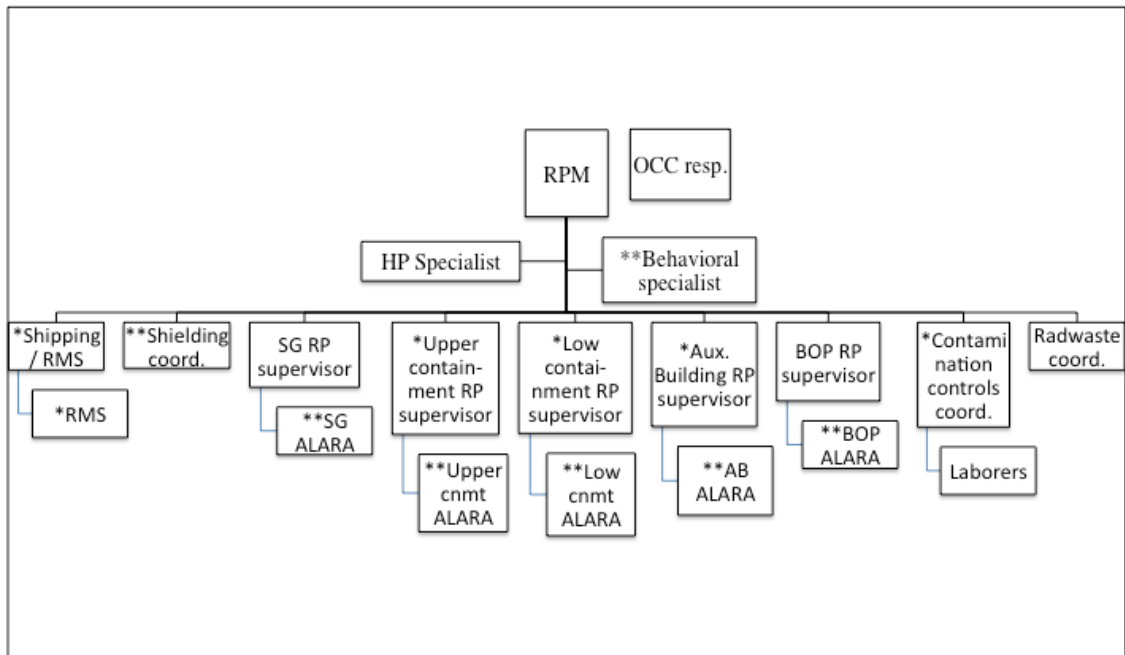 RPM
OCC resp.
HP Specialist
**Behavioral
specialist
*Shipping
/ RMS
*RMS
**Shielding
coord.
SG RP
supervisor
**SG
ALARA
*Upper
contain-
ment RP
supervisor
**Upper
cnmt
ALARA
*Low
contai-
nment RP
supervisor
**Low
cnmt
ALARA
*Aux.
Building RP
supervisor
**AB
ALARA
BOP RP
supervisor
**BOP
ALARA
*Contami
nation
controls
coord.
Laborers
Radwaste
coord.